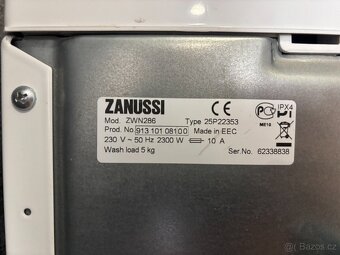 ZANUSSI
Mod. ZWN286 Type 25P22353
Prod. No 913 101 08100 Made in EEC
230 V ~ 50 Hz 2300 W 10 A
Wash load 5 kg Ser.No. 62338838
IPX4
ME10
Bazos.cz